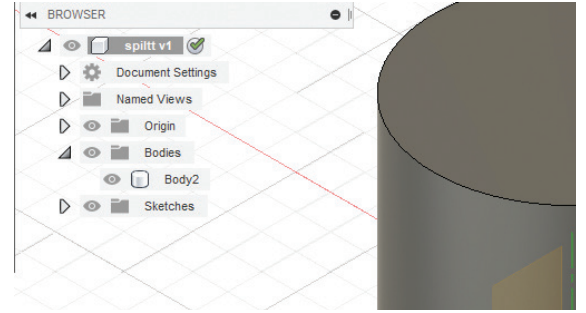 BROWSER
spiltt v1
Document Settings
Named Views
Origin
Bodies
Body2
Sketches